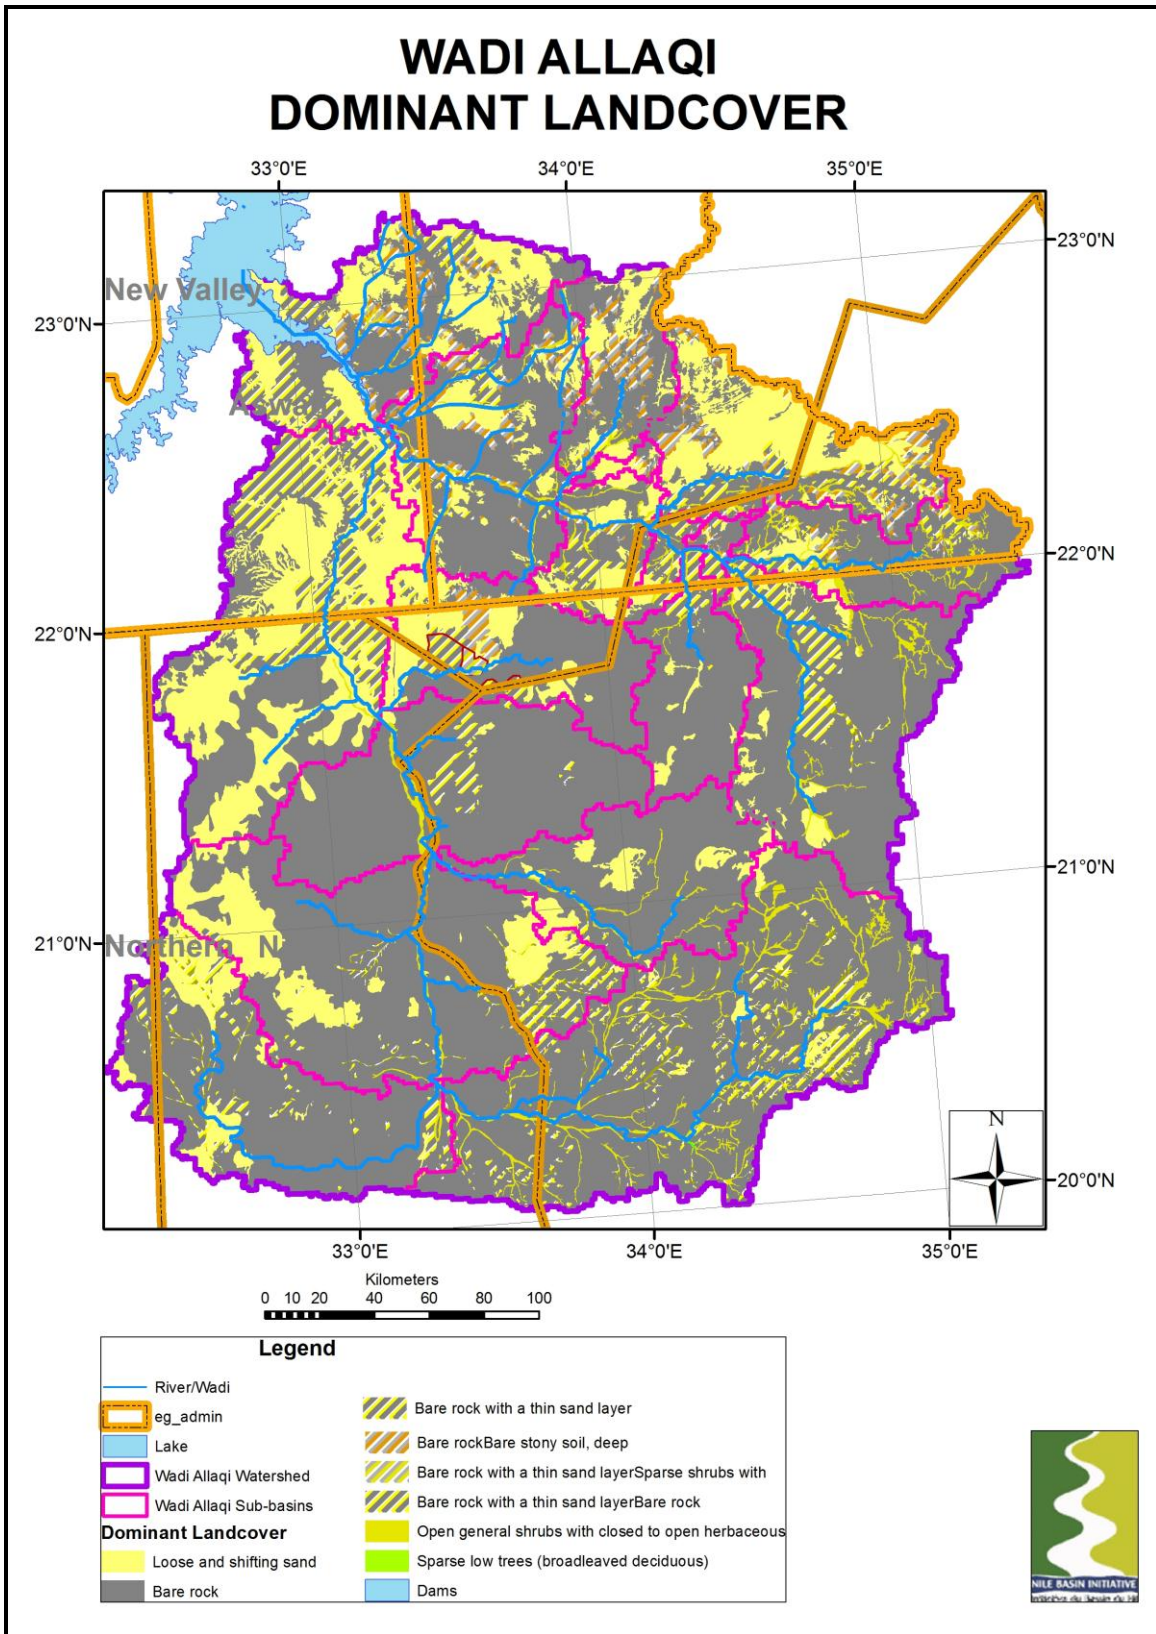 WADI ALLAQI
DOMINANT LANDCOVER
33°0'E 34°0'E 35°0'E
23°0'N
New Valley
23°0'N
22°0'N
22°0'N
21°0'N
21°0'N
Northern N
20°0'N
N
33°0'E 34°0'E 35°0'E
Kilometers
0 10 20 40 60 80 100
Legend
River/Wadi
eg_admin
Lake
Wadi Allaqi Watershed
Wadi Allaqi Sub-basins
Dominant Landcover
Loose and shifting sand
Bare rock
Bare rock with a thin sand layer
Bare rockBare stony soil, deep
Bare rock with a thin sand layerSparse shrubs with
Bare rock with a thin sand layerBare rock
Open general shrubs with closed to open herbaceous
Sparse low trees (broadleaved deciduous)
Dams
NILE BASIN INITIATIVE